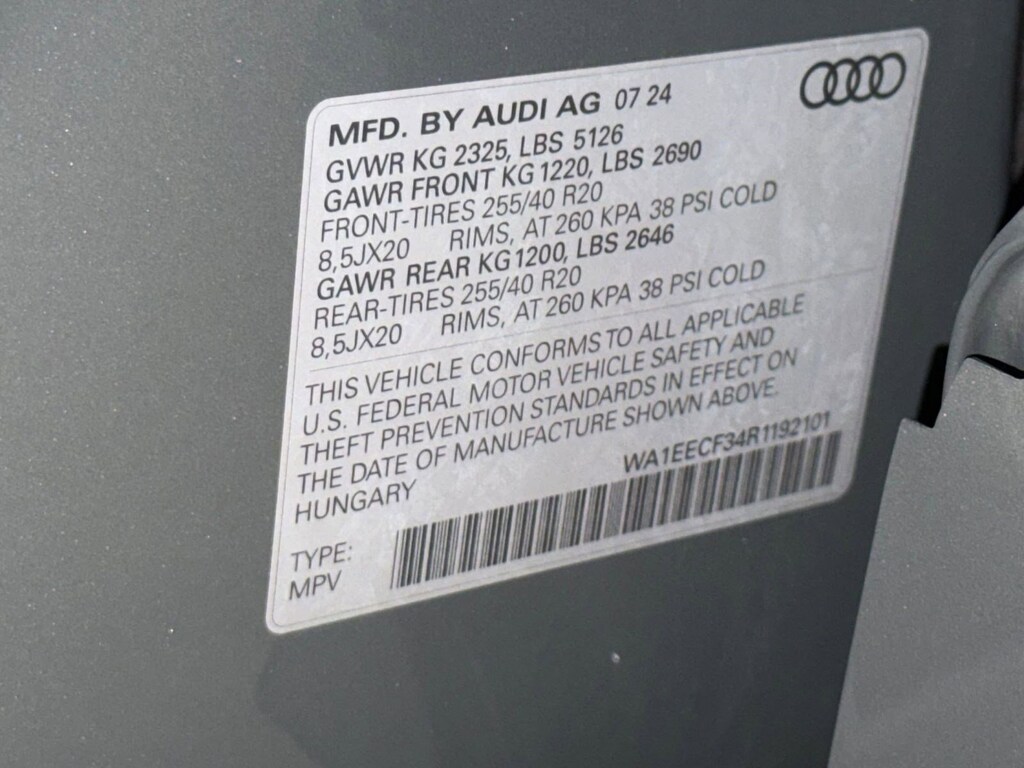 MFD. BY AUDI AG 07 24
GVWR KG 2325, LBS 5126
GAWR FRONT KG 1220, LBS 2690
FRONT-TIRES 255/40 R20
8,5JX20 RIMS, AT 260 KPA 38 PSI COLD
GAWR REAR KG 1200, LBS 2646
REAR-TIRES 255/40 R20
8,5JX20 RIMS, AT 260 KPA 38 PSI COLD
THIS VEHICLE CONFORMS TO ALL APPLICABLE
U.S. FEDERAL MOTOR VEHICLE SAFETY AND
THEFT PREVENTION STANDARDS IN EFFECT ON
THE DATE OF MANUFACTURE SHOWN ABOVE.
HUNGARY WA1EECF34R1192101
TYPE:
MPV